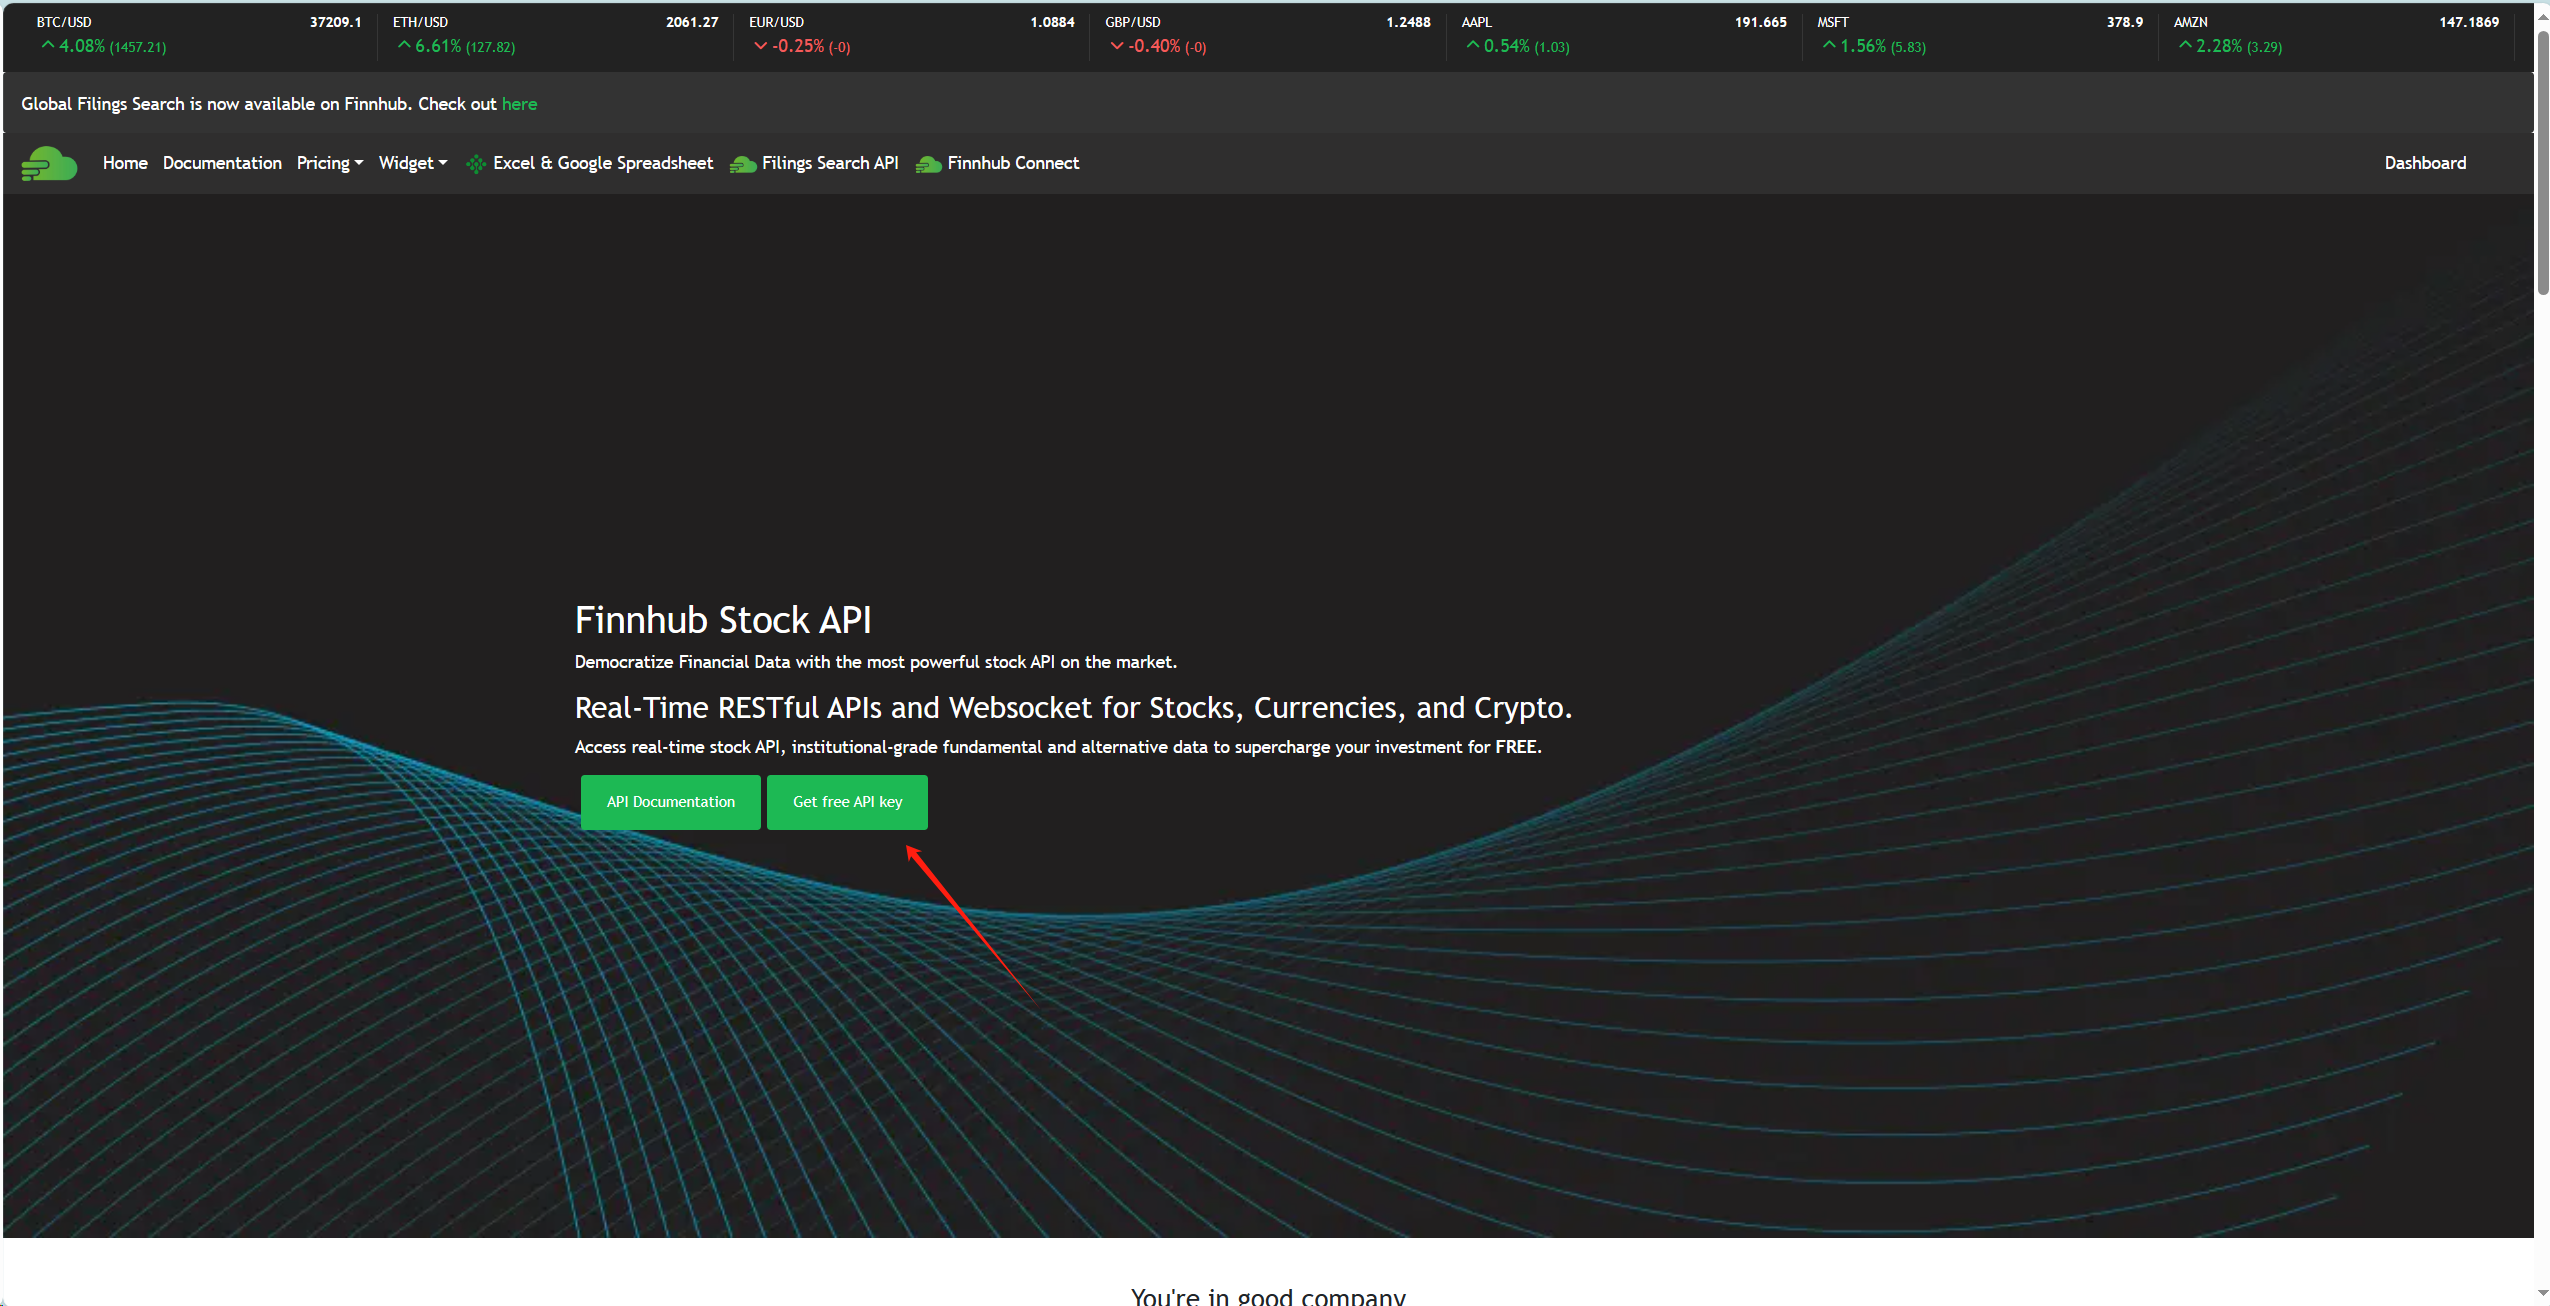 BTC/USD 37209.1 ETH/USD 2061.27 EUR/USD 1.0884 GBP/USD 1.2488 AAPL 191.665 MSFT 378.9 AMZN 147.1869
4.08% (1457.21) 6.61% (127.82) -0.25% (-0) -0.40% (-0) 0.54% (1.03) 1.56% (5.83) 2.28% (3.29)
Global Filings Search is now available on Finnhub. Check out here
Home Documentation Pricing Widget Excel & Google Spreadsheet Filings Search API Finnhub Connect Dashboard
Finnhub Stock API
Democratize Financial Data with the most powerful stock API on the market.
Real-Time RESTful APIs and Websocket for Stocks, Currencies, and Crypto.
Access real-time stock API, institutional-grade fundamental and alternative data to supercharge your investment for FREE.
API Documentation Get free API key
You're in good company